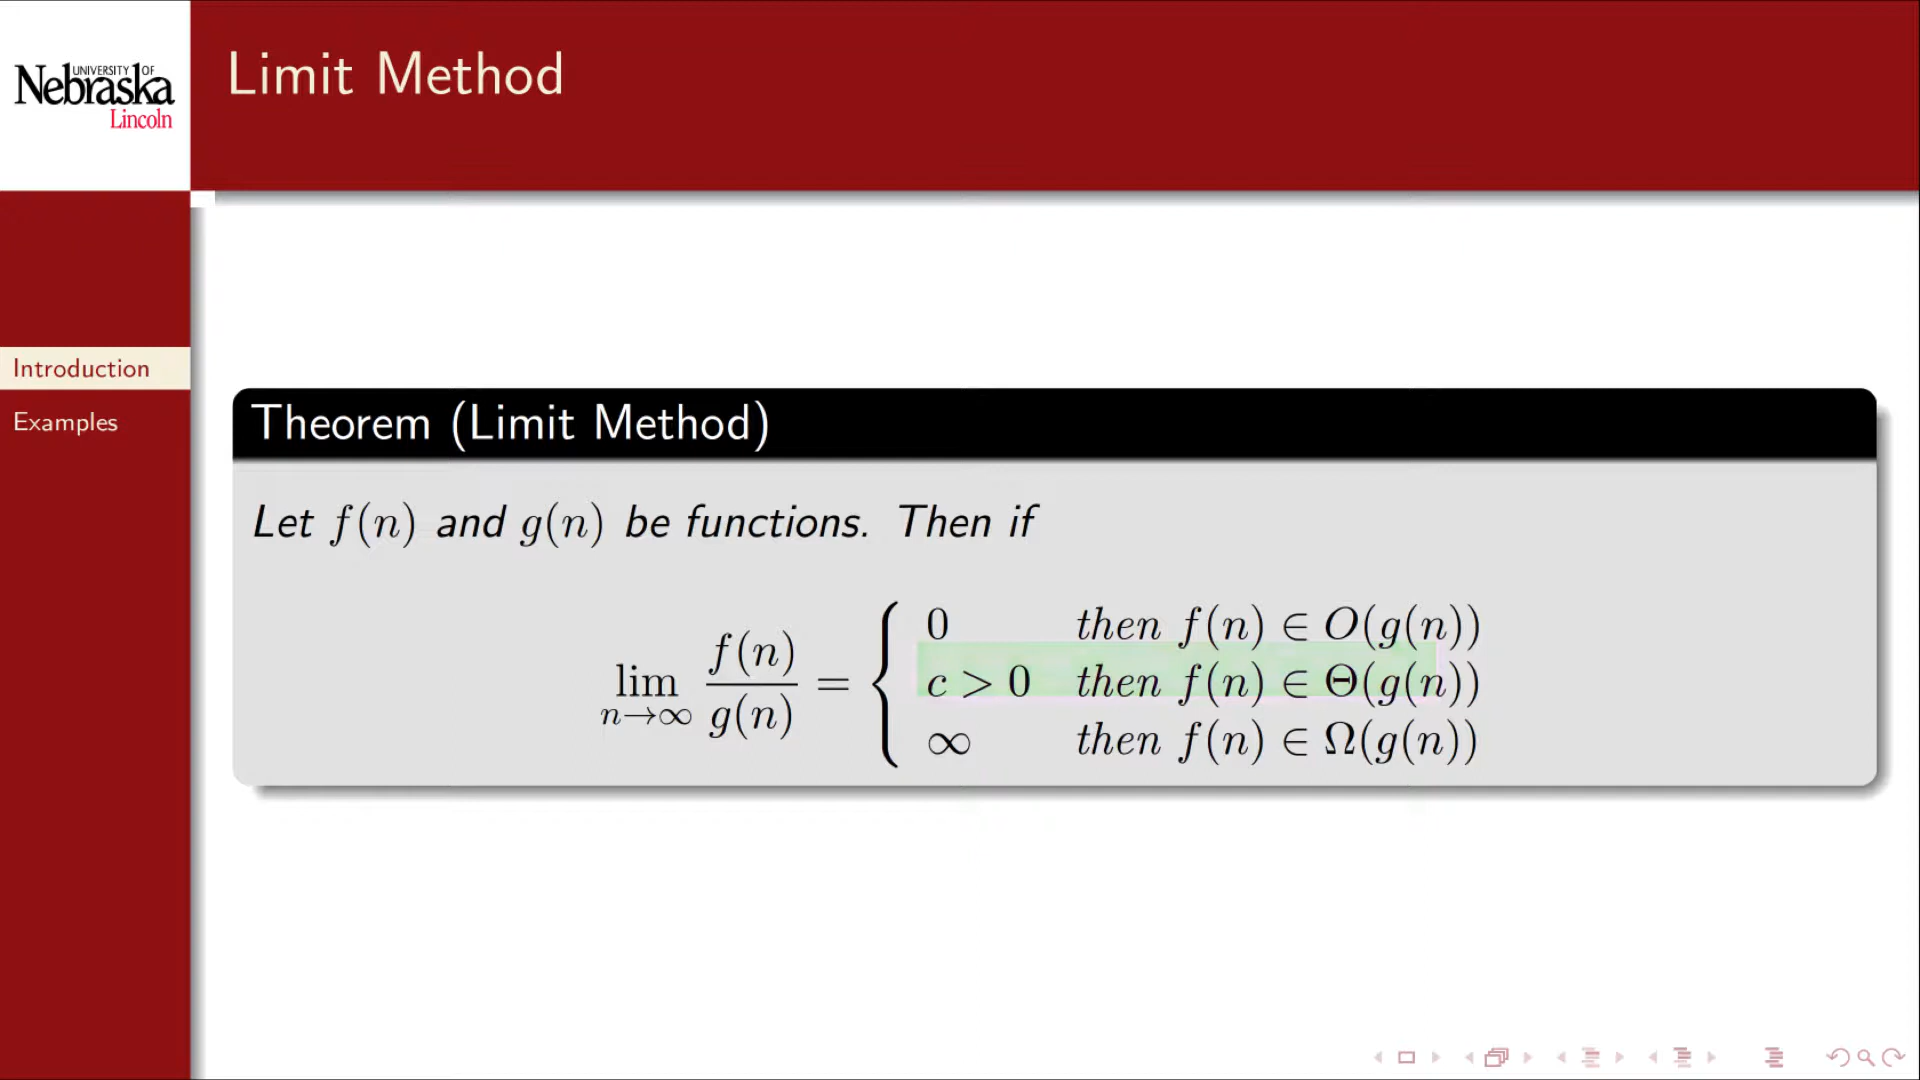 UNIVERSITY OF
Nebraska
Lincoln
Limit Method
Introduction
Examples
Theorem (Limit Method)
Let f(n) and g(n) be functions. Then if
lim n→∞ f(n)/g(n) = {
0 then f(n) ∈ O(g(n))
c > 0 then f(n) ∈ Θ(g(n))
∞ then f(n) ∈ Ω(g(n))